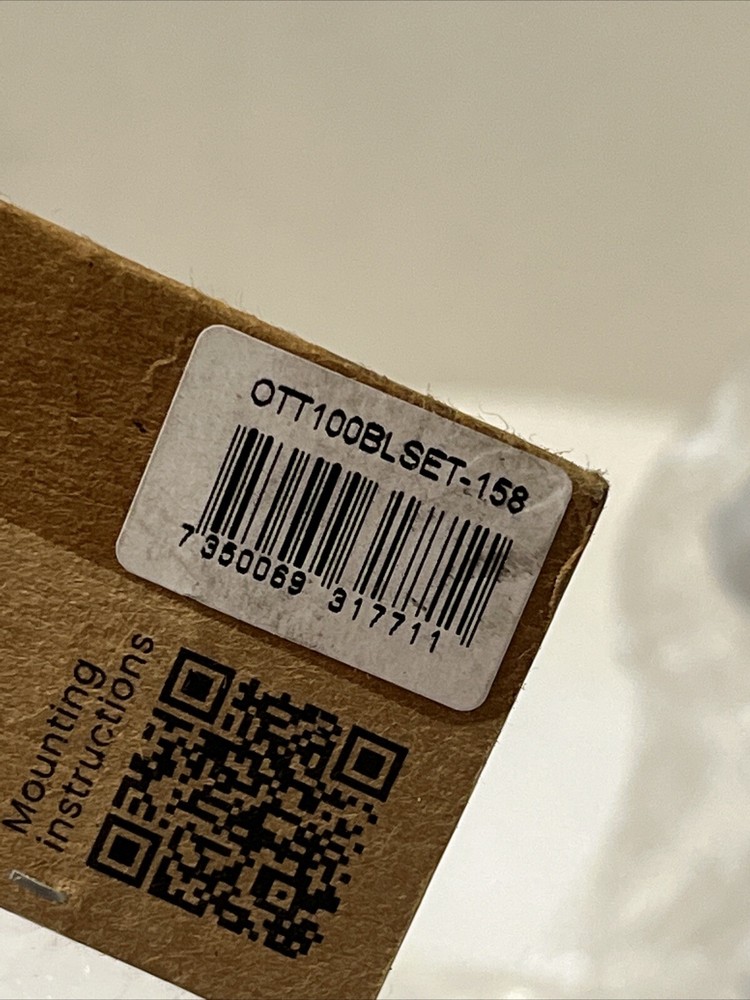 OTT100BLSET-158
7 350069 317711
Mounting
instructions